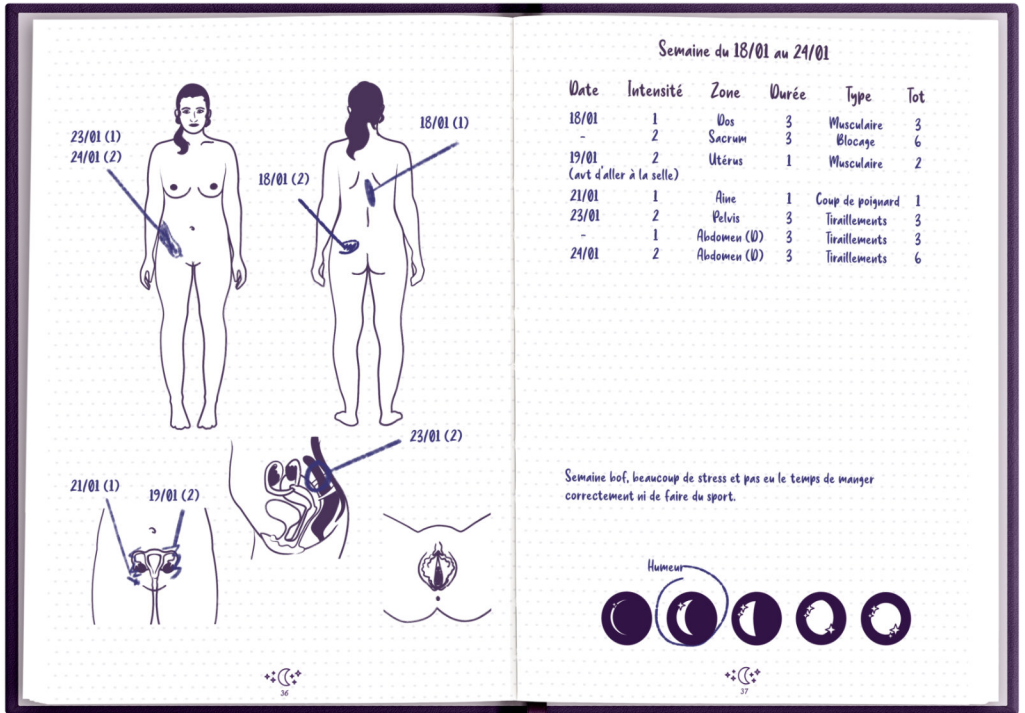 23/01 (1)
24/01 (2)
18/01 (1)
18/01 (2)
23/01 (2)
21/01 (1)
19/01 (2)
36
Semaine du 18/01 au 24/01
Date Intensité Zone Durée Type Tot
18/01 1 Dos 3 Musculaire 3
- 2 Sacrum 3 Blocage 6
19/01 2 Utérus 1 Musculaire 2
(avt d'aller à la selle)
21/01 1 Aine 1 Coup de poignard 1
23/01 2 Pelvis 3 Tiraillements 3
- 1 Abdomen (D) 3 Tiraillements 3
24/01 2 Abdomen (D) 3 Tiraillements 6
Semaine bof, beaucoup de stress et pas eu le temps de manger
correctement ni de faire du sport.
Humeur
37